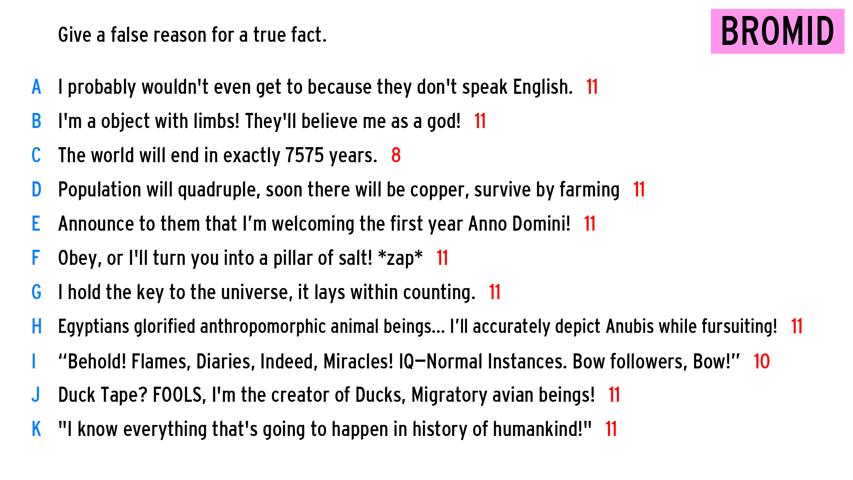 Give a false reason for a true fact.
BROMID
A I probably wouldn't even get to because they don't speak English. 11
B I'm a object with limbs! They'll believe me as a god! 11
C The world will end in exactly 7575 years. 8
D Population will quadruple, soon there will be copper, survive by farming 11
E Announce to them that I’m welcoming the first year Anno Domini! 11
F Obey, or I'll turn you into a pillar of salt! *zap* 11
G I hold the key to the universe, it lays within counting. 11
H Egyptians glorified anthropomorphic animal beings... I’ll accurately depict Anubis while fursuiting! 11
I “Behold! Flames, Diaries, Indeed, Miracles! IQ—Normal Instances. Bow followers, Bow!” 10
J Duck Tape? FOOLS, I'm the creator of Ducks, Migratory avian beings! 11
K "I know everything that's going to happen in history of humankind!" 11